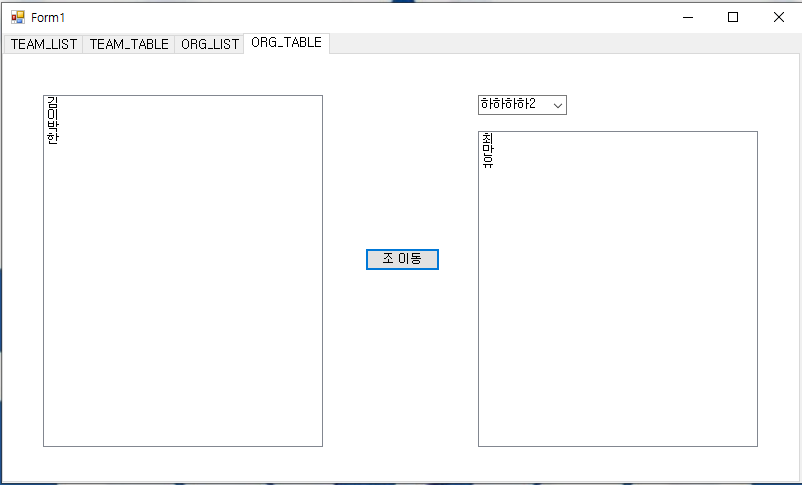 Form1
TEAM_LIST TEAM_TABLE ORG_LIST ORG_TABLE
하하하하2
김
이
박
한
최
만
유
조 이동